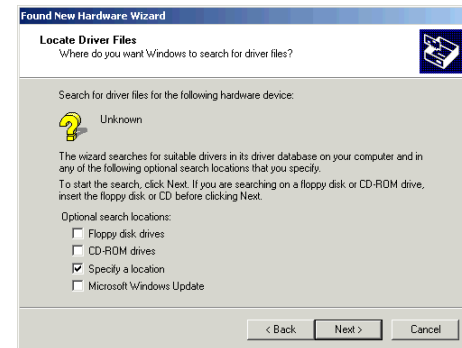 Found New Hardware Wizard
Locate Driver Files
Where do you want Windows to search for driver files?
Search for driver files for the following hardware device:
Unknown
The wizard searches for suitable drivers in its driver database on your computer and in
any of the following optional search locations that you specify.
To start the search, click Next. If you are searching on a floppy disk or CD-ROM drive,
insert the floppy disk or CD before clicking Next.
Optional search locations:
Floppy disk drives
CD-ROM drives
Specify a location
Microsoft Windows Update
< Back Next > Cancel